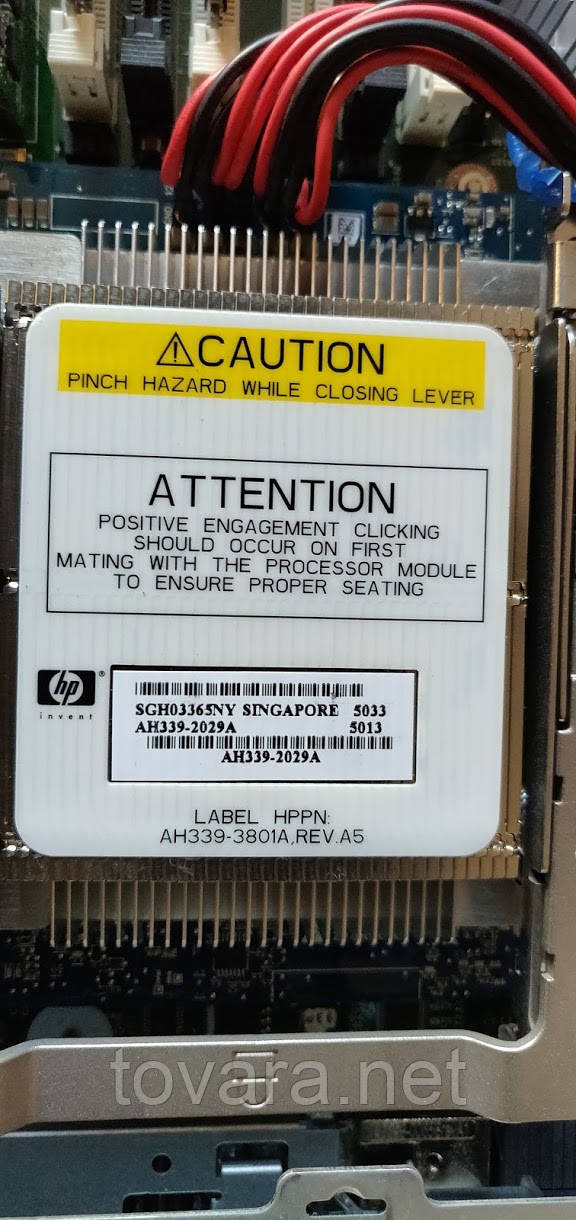 ⚠CAUTION
PINCH HAZARD WHILE CLOSING LEVER
ATTENTION
POSITIVE ENGAGEMENT CLICKING
SHOULD OCCUR ON FIRST
MATING WITH THE PROCESSOR MODULE
TO ENSURE PROPER SEATING
hp®
invent
SGH03365NY SINGAPORE 5033
AH339-2029A 5013
AH339-2029A
LABEL HPPN:
AH339-3801A,REV.A5
tovara.net